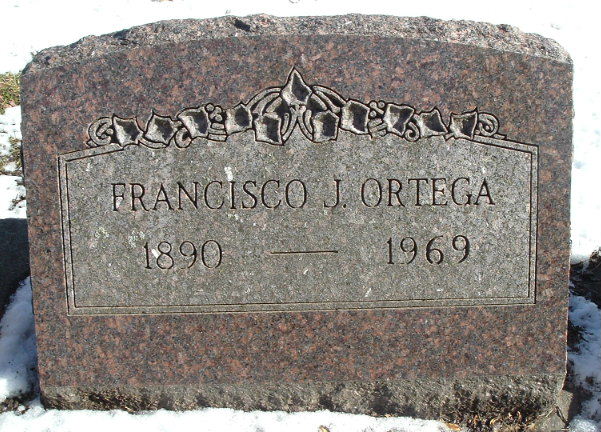 FRANCISCO J. ORTEGA
1890 — 1969